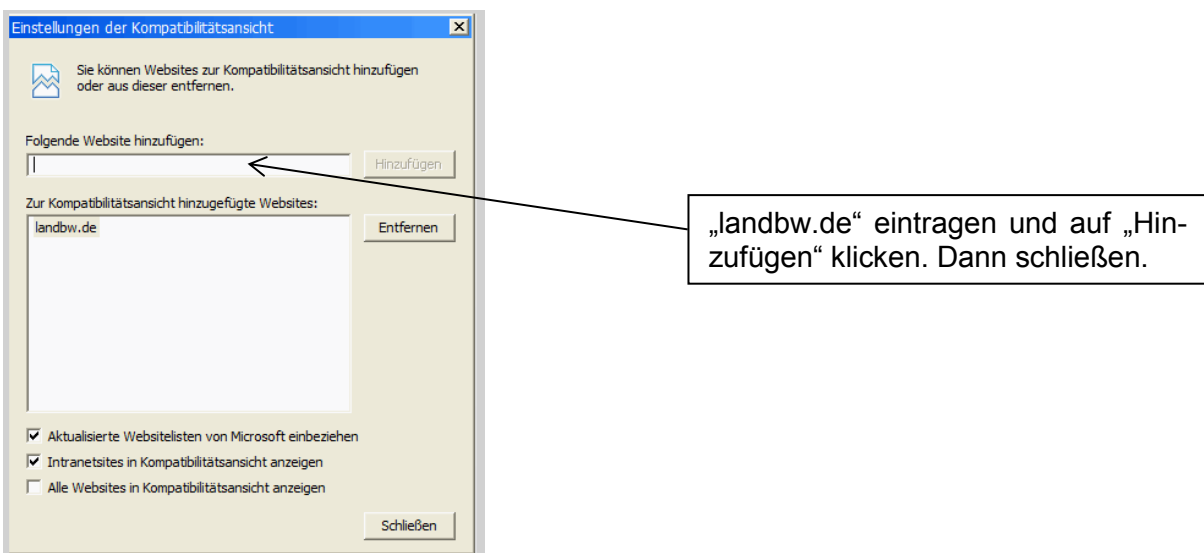 Einstellungen der Kompatibilitätsansicht
Sie können Websites zur Kompatibilitätsansicht hinzufügen
oder aus dieser entfernen.
Folgende Website hinzufügen:
Hinzufügen
Zur Kompatibilitätsansicht hinzugefügte Websites:
landbw.de
Entfernen
„landbw.de“ eintragen und auf „Hin-
zufügen“ klicken. Dann schließen.
Aktualisierte Websitelisten von Microsoft einbeziehen
Intranetsites in Kompatibilitätsansicht anzeigen
Alle Websites in Kompatibilitätsansicht anzeigen
Schließen